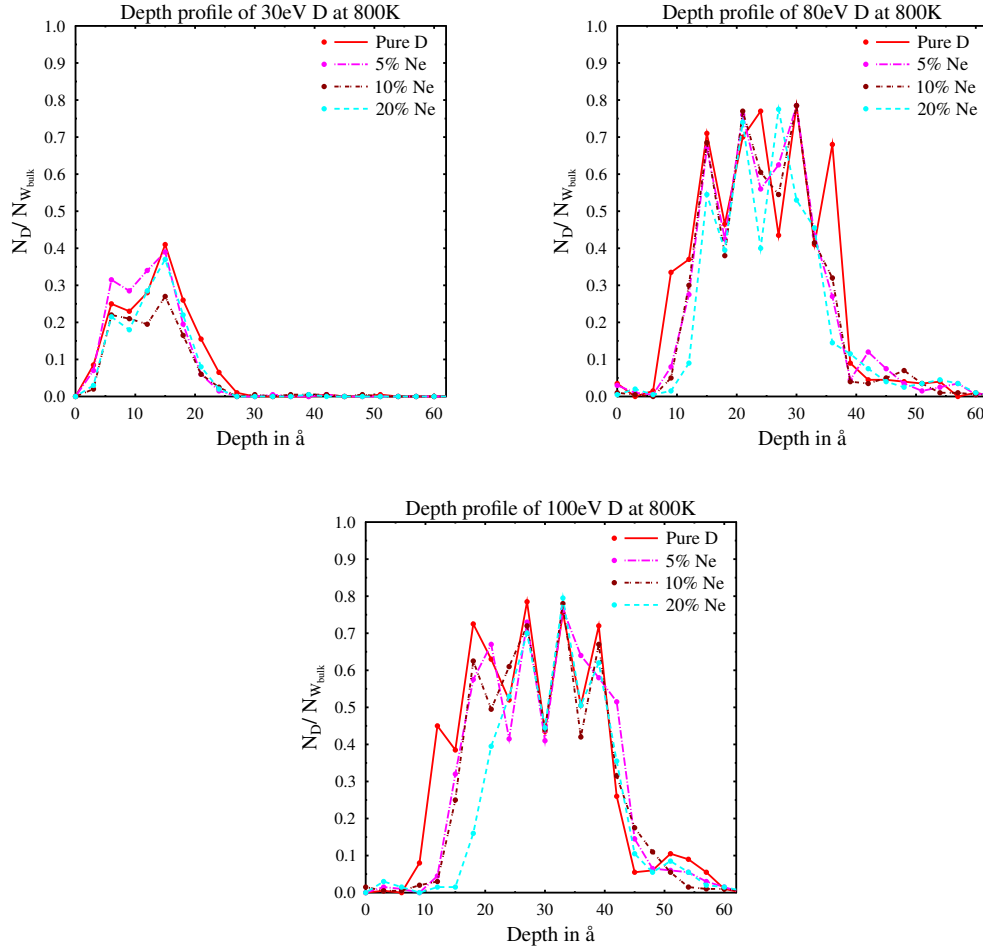 Depth profile of 30eV D at 800K
1.0
0.9
0.8
0.7
0.6
0.5
0.4
0.3
0.2
0.1
0.0
N_D/ N_W_bulk
0 10 20 30 40 50 60
Depth in å
Pure D
5% Ne
10% Ne
20% Ne
Depth profile of 80eV D at 800K
1.0
0.9
0.8
0.7
0.6
0.5
0.4
0.3
0.2
0.1
0.0
N_D/ N_W_bulk
0 10 20 30 40 50 60
Depth in å
Pure D
5% Ne
10% Ne
20% Ne
Depth profile of 100eV D at 800K
1.0
0.9
0.8
0.7
0.6
0.5
0.4
0.3
0.2
0.1
0.0
N_D/ N_W_bulk
0 10 20 30 40 50 60
Depth in å
Pure D
5% Ne
10% Ne
20% Ne